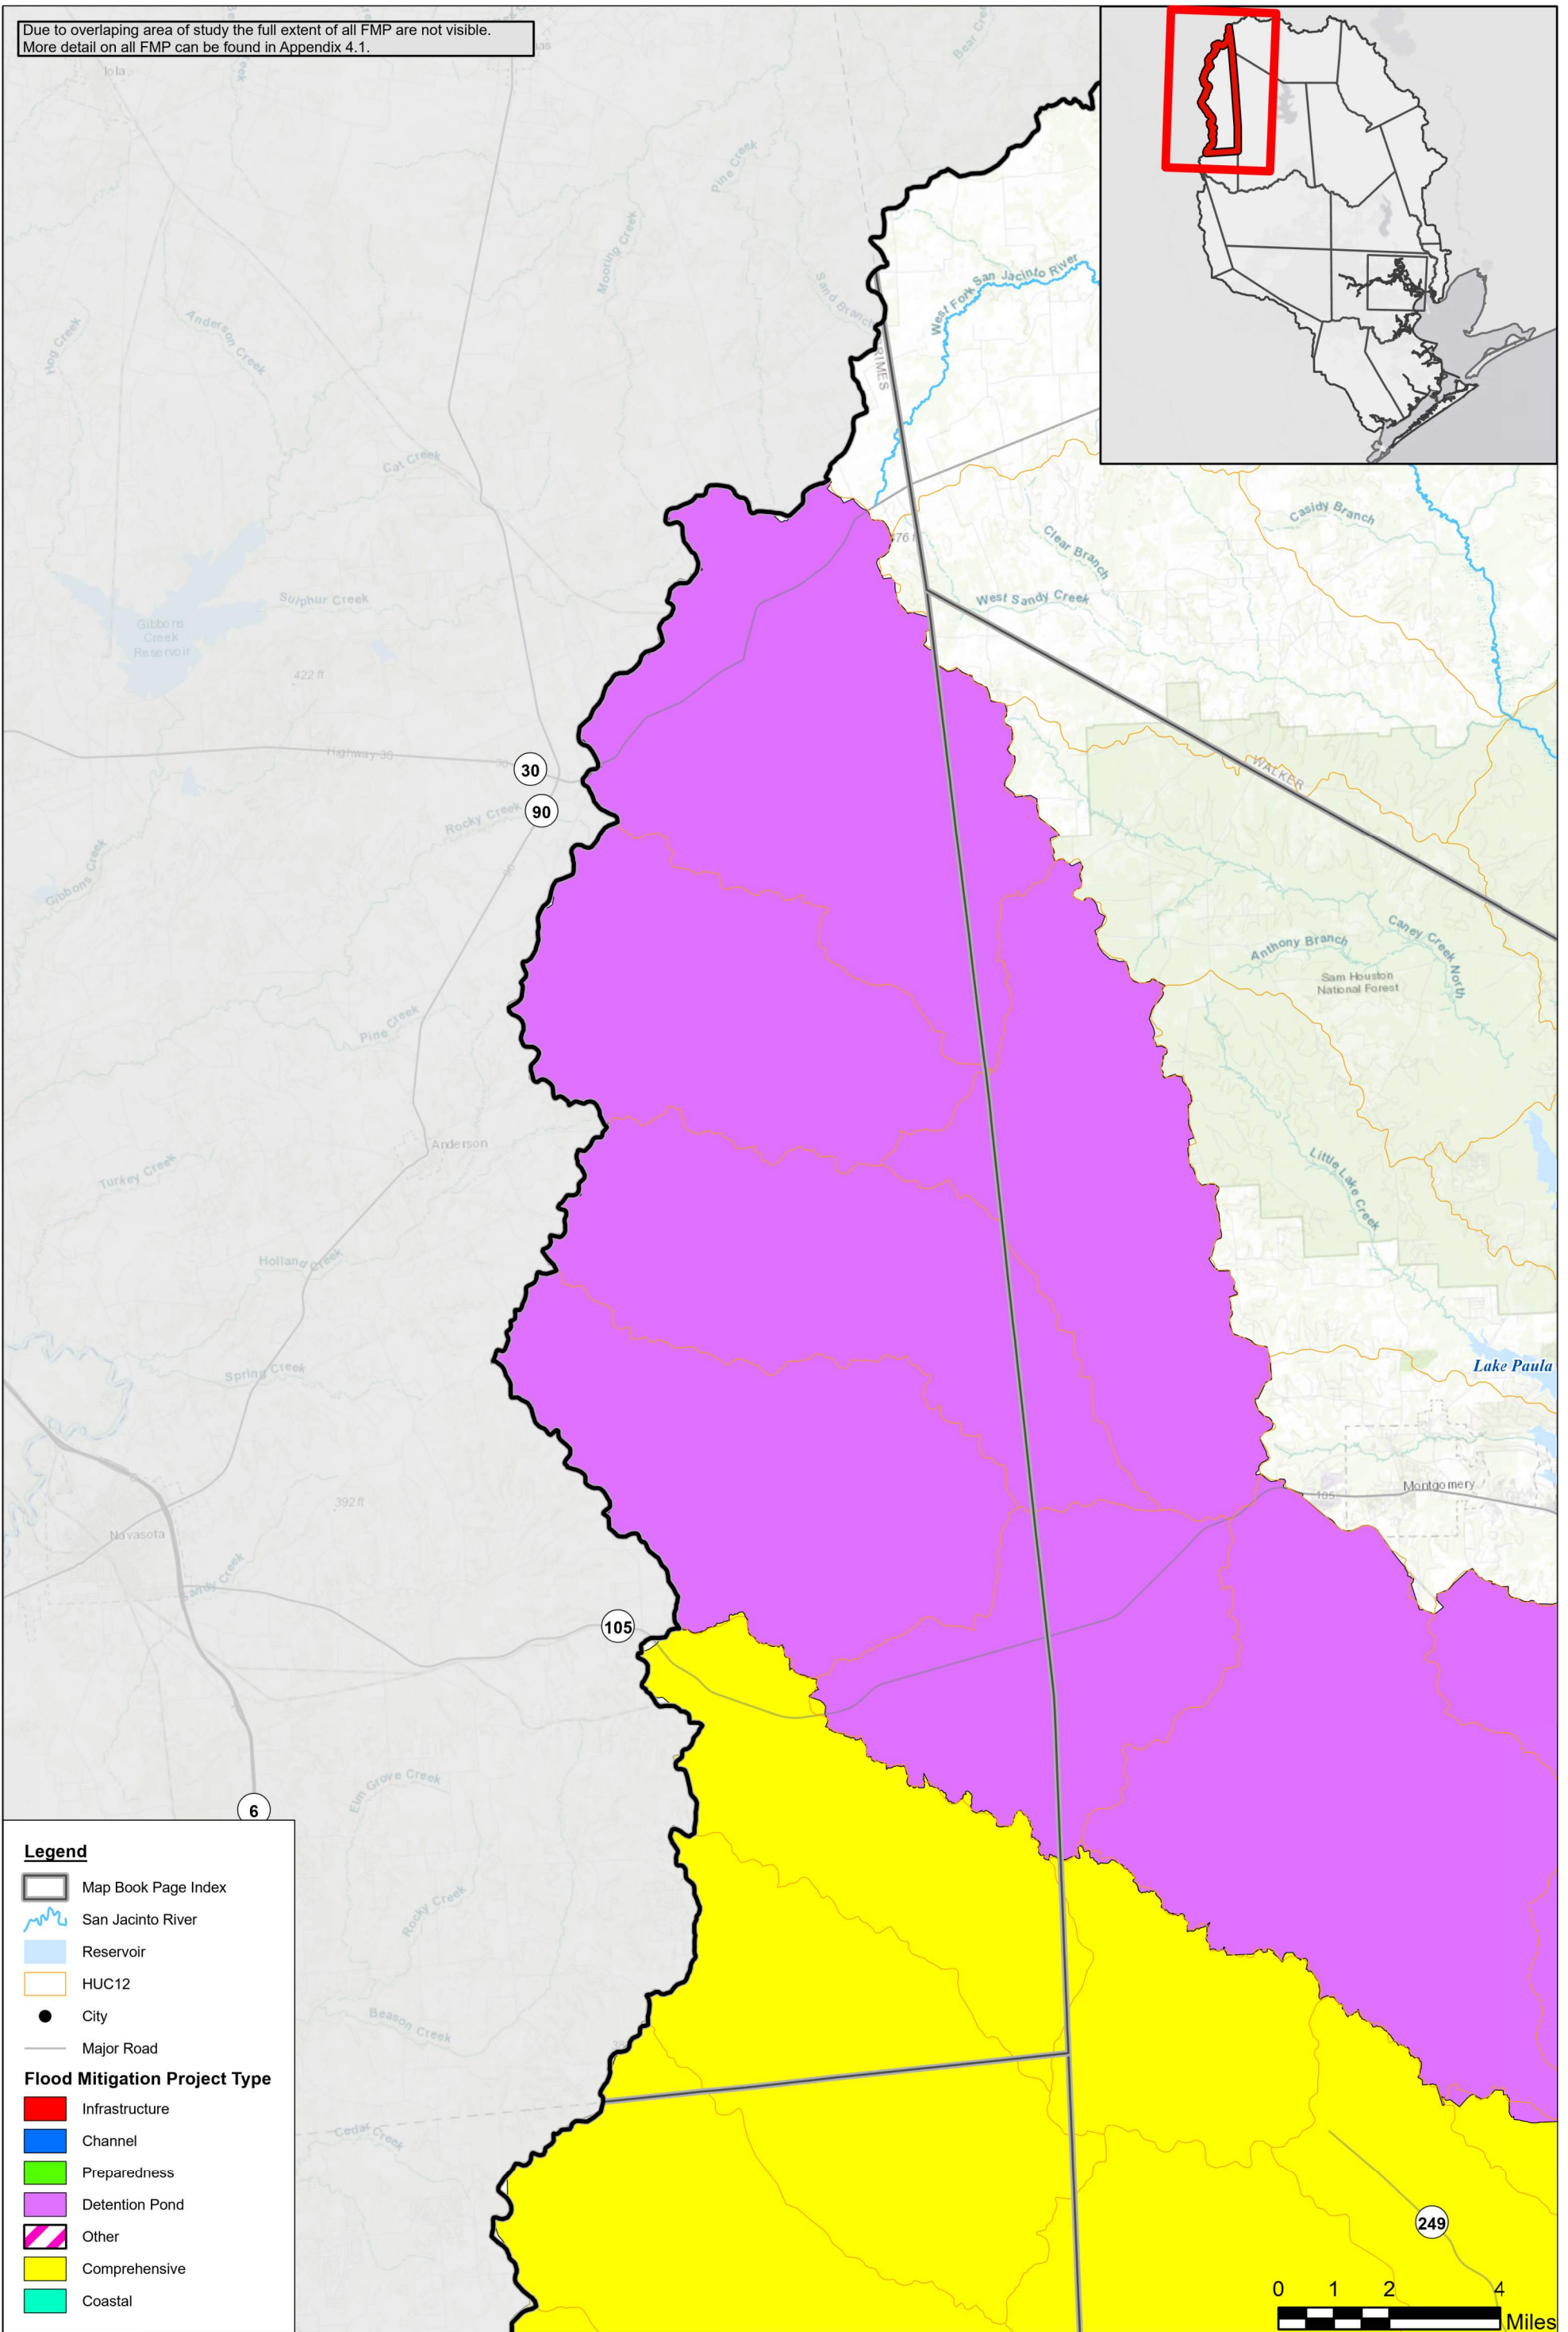 Due to overlaping area of study the full extent of all FMP are not visible.
More detail on all FMP can be found in Appendix 4.1.
Iola
Bear Cre
Pine Creek
Mooring Creek
Sand Branch
West Fork San Jacinto River
Hog Creek
Anderson Creek
RIMES
Cat Creek
Casidy Branch
Clear Branch
West Sandy Creek
Sulphur Creek
Gibbons
Creek
Reservoir
422 ft
Highway 30
30
WALKER
90
Rocky Creek
Gibbons Creek
90
Caney Creek North
Anthony Branch
Sam Houston
National Forest
Pine Creek
Anderson
Turkey Creek
Little Lake Creek
Holland Creek
Spring Creek
Lake Paula
Montgomery
105
392 ft
Navasota
Sandy Creek
105
Elm Grove Creek
6
Rocky Creek
Beason Creek
Cedar Creek
249
Legend
Map Book Page Index
San Jacinto River
Reservoir
HUC12
City
Major Road
Flood Mitigation Project Type
Infrastructure
Channel
Preparedness
Detention Pond
Other
Comprehensive
Coastal
0 1 2 4
Miles